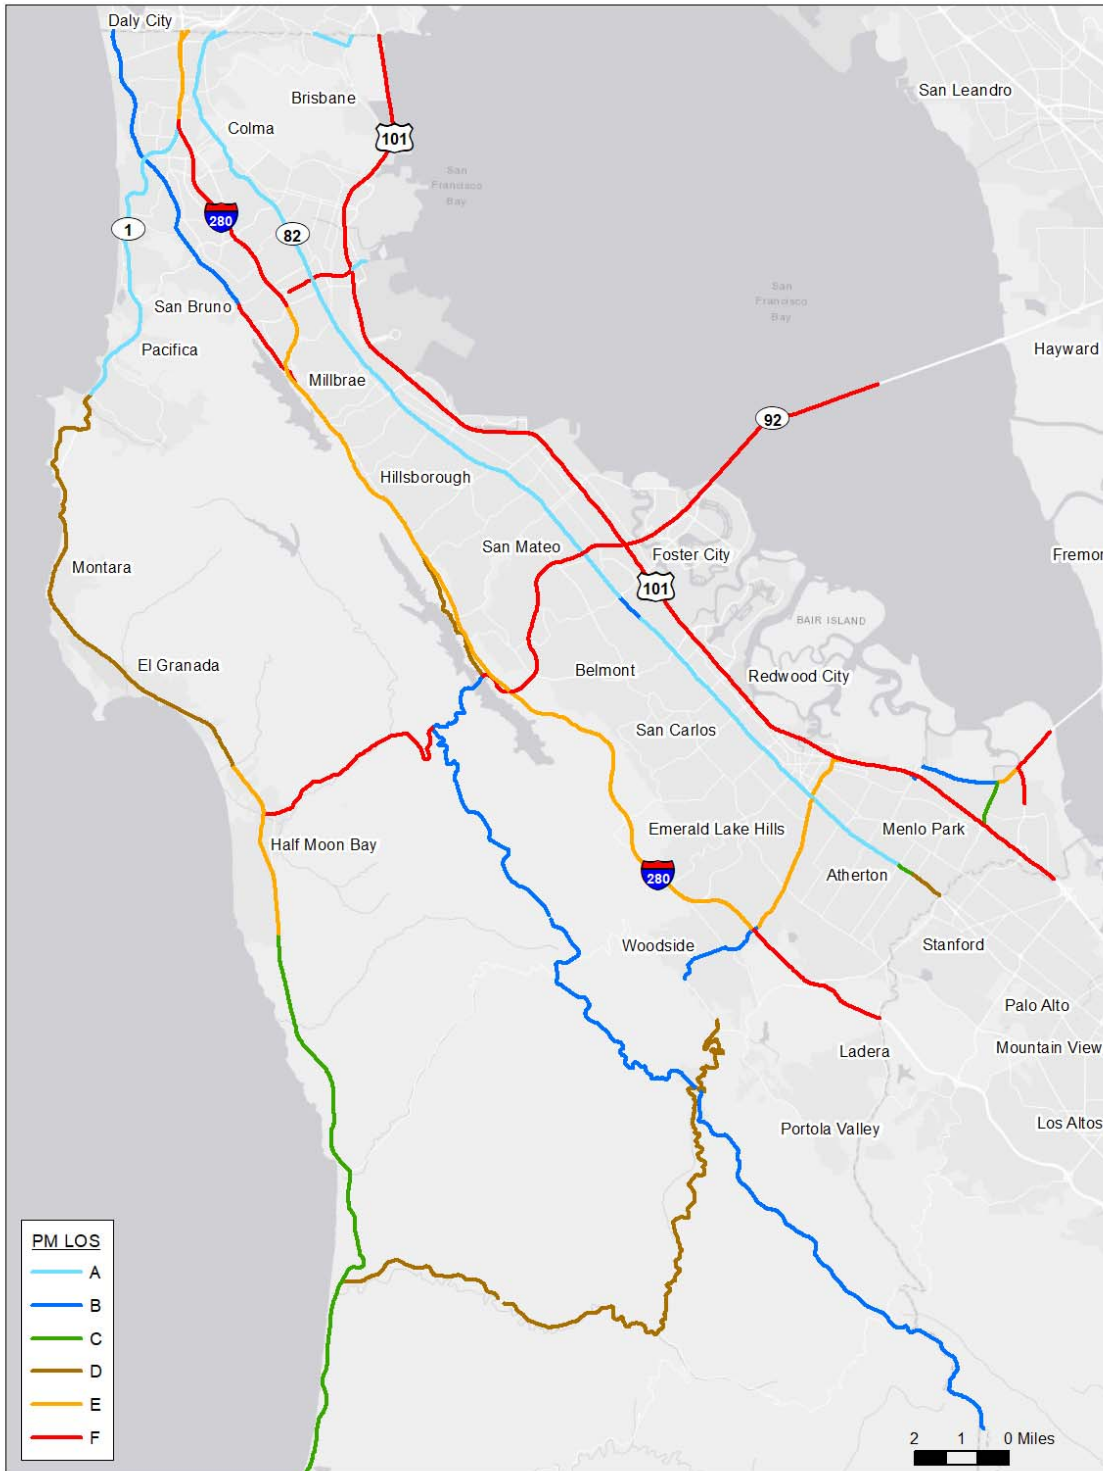 Daly City
San Leandro
Brisbane
Colma
101
San
Francisco
Bay
280
1
82
San
Francisco
Bay
San Bruno
Pacifica
Hayward
Millbrae
92
Hillsborough
San Mateo
Foster City
Fremor
Montara
101
BAIR ISLAND
El Granada
Belmont
Redwood City
San Carlos
Emerald Lake Hills
Menlo Park
Half Moon Bay
280
Atherton
Woodside
Stanford
Palo Alto
Ladera
Mountain View
Portola Valley
Los Altos
PM LOS
A
B
C
D
E
F
2 1 0 Miles